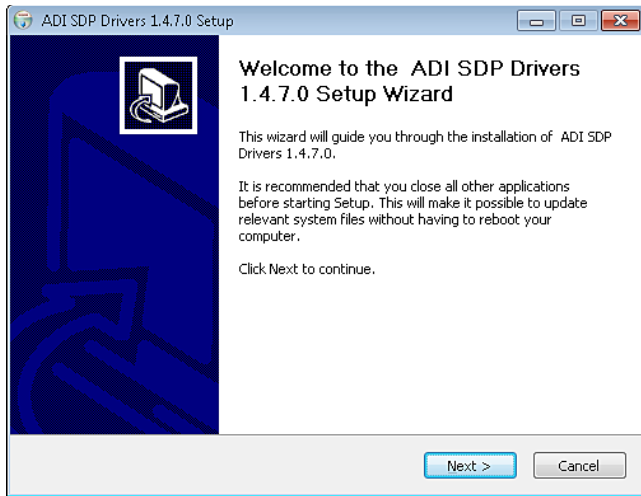 ADI SDP Drivers 1.4.7.0 Setup
Welcome to the ADI SDP Drivers
1.4.7.0 Setup Wizard
This wizard will guide you through the installation of ADI SDP
Drivers 1.4.7.0.
It is recommended that you close all other applications
before starting Setup. This will make it possible to update
relevant system files without having to reboot your
computer.
Click Next to continue.
Next >
Cancel